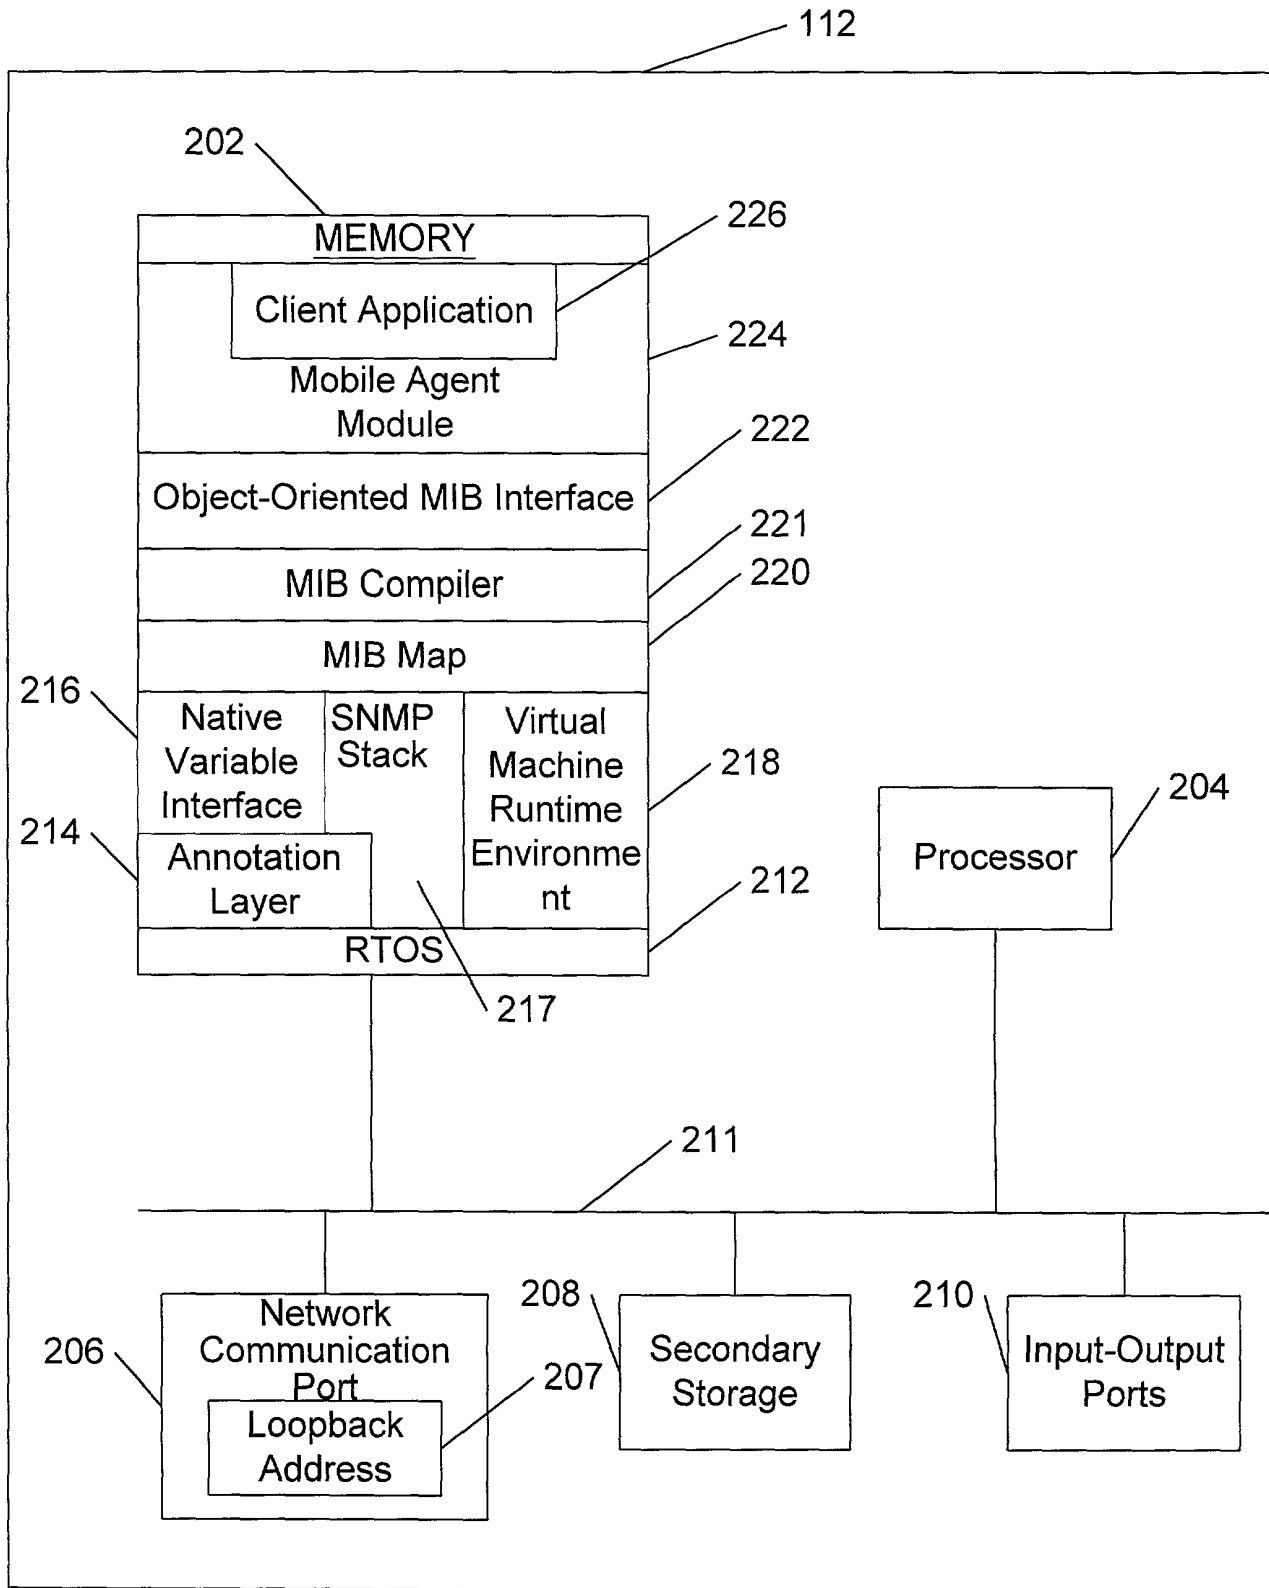 112
202
MEMORY
226
Client Application
224
Mobile Agent
Module
222
Object-Oriented MIB Interface
221
MIB Compiler
220
MIB Map
216
Native
Variable
Interface
SNMP
Stack
Virtual
Machine
Runtime
Environme
nt
218
214
Annotation
Layer
212
RTOS
217
204
Processor
211
206
Network
Communication
Port
207
Loopback
Address
208
Secondary
Storage
210
Input-Output
Ports